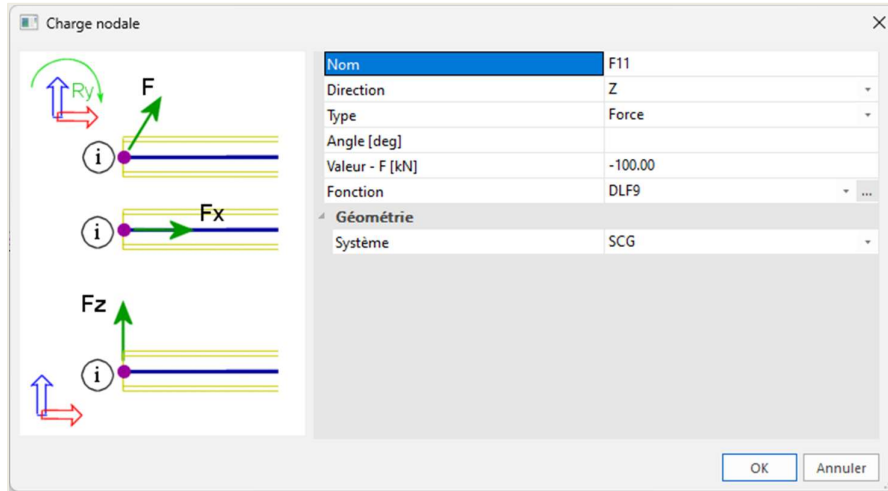 Charge nodale
Ry
F
i
Fx
i
Fz
i
Nom F11
Direction Z
Type Force
Angle [deg]
Valeur - F [kN] -100.00
Fonction DLF9 ...
Géométrie
Système SCG
OK Annuler